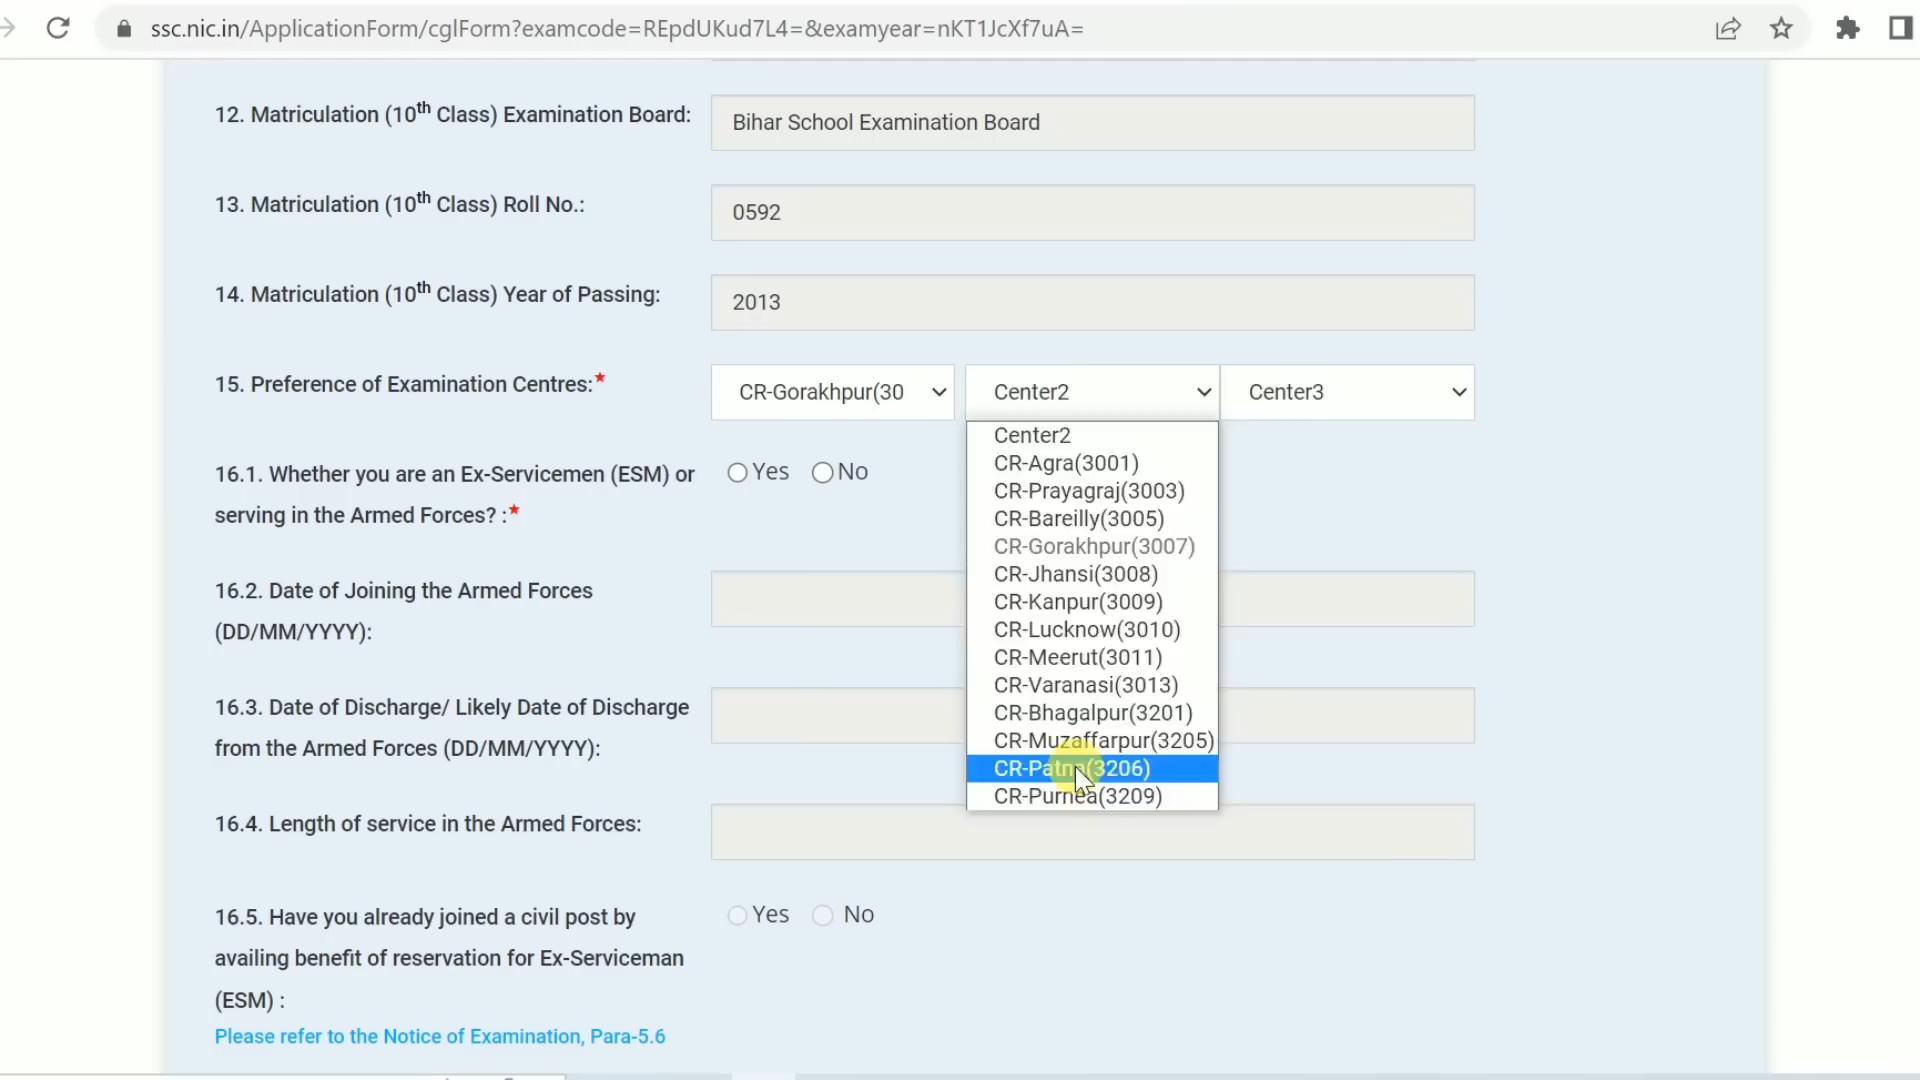 ssc.nic.in/ApplicationForm/cglForm?examcode=REpdUKud7L4=&examyear=nKT1JcXf7uA=
12. Matriculation (10th Class) Examination Board:
Bihar School Examination Board
13. Matriculation (10th Class) Roll No.:
0592
14. Matriculation (10th Class) Year of Passing:
2013
15. Preference of Examination Centres:*
CR-Gorakhpur(30
Center2
Center3
Center2
CR-Agra(3001)
CR-Prayagraj(3003)
CR-Bareilly(3005)
CR-Gorakhpur(3007)
CR-Jhansi(3008)
CR-Kanpur(3009)
CR-Lucknow(3010)
CR-Meerut(3011)
CR-Varanasi(3013)
CR-Bhagalpur(3201)
CR-Muzaffarpur(3205)
CR-Patna(3206)
CR-Purnea(3209)
16.1. Whether you are an Ex-Servicemen (ESM) or
serving in the Armed Forces? :*
Yes No
16.2. Date of Joining the Armed Forces
(DD/MM/YYYY):
16.3. Date of Discharge/ Likely Date of Discharge
from the Armed Forces (DD/MM/YYYY):
16.4. Length of service in the Armed Forces:
16.5. Have you already joined a civil post by
availing benefit of reservation for Ex-Serviceman
(ESM) :
Yes No
Please refer to the Notice of Examination, Para-5.6